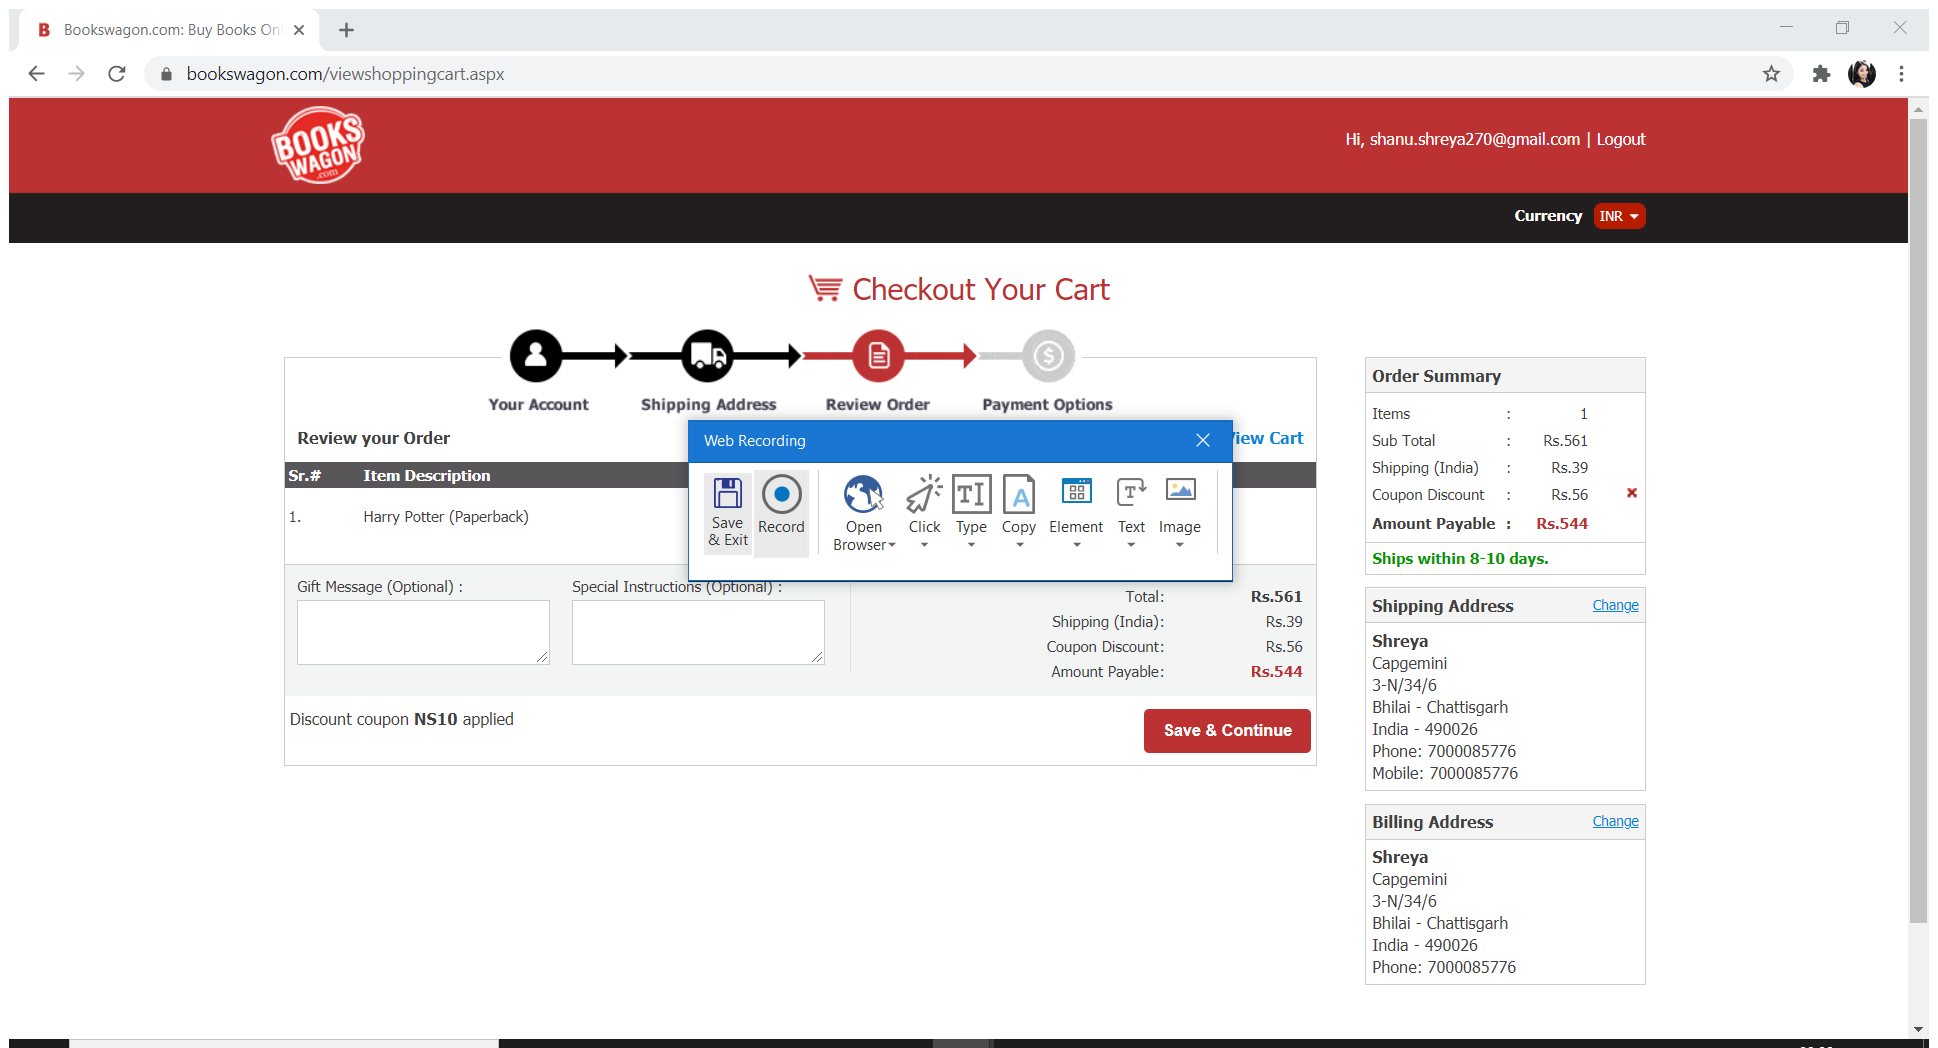 Bookswagon.com: Buy Books On
bookswagon.com/viewshoppingcart.aspx
BOOKS
WAGON
.com
Hi, shanu.shreya270@gmail.com | Logout
Currency INR
Checkout Your Cart
Your Account Shipping Address Review Order Payment Options
Review your Order
View Cart
Sr.# Item Description
1. Harry Potter (Paperback)
Web Recording
Save & Exit
Record
Open Browser
Click
Type
Copy
Element
Text
Image
Gift Message (Optional) :
Special Instructions (Optional) :
Total: Rs.561
Shipping (India): Rs.39
Coupon Discount: Rs.56
Amount Payable: Rs.544
Discount coupon NS10 applied
Save & Continue
Order Summary
Items : 1
Sub Total : Rs.561
Shipping (India) : Rs.39
Coupon Discount : Rs.56
Amount Payable : Rs.544
Ships within 8-10 days.
Shipping Address Change
Shreya
Capgemini
3-N/34/6
Bhilai - Chattisgarh
India - 490026
Phone: 7000085776
Mobile: 7000085776
Billing Address Change
Shreya
Capgemini
3-N/34/6
Bhilai - Chattisgarh
India - 490026
Phone: 7000085776